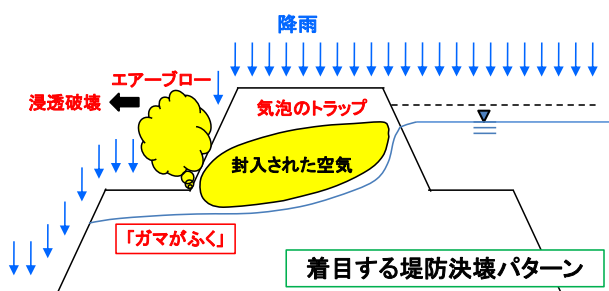 降雨
エアーブロー
浸透破壊
気泡のトラップ
封入された空気
「ガマがふく」
着目する堤防決壊パターン